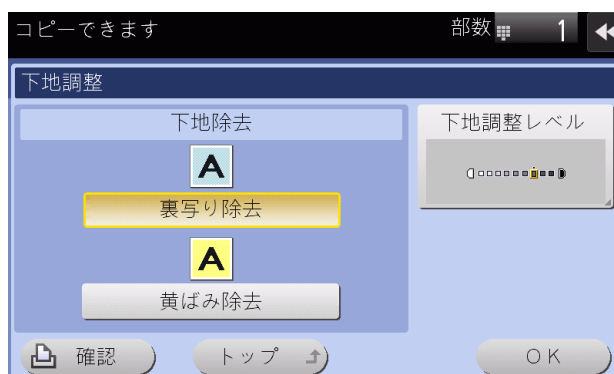 コピーできます 部数 1
下地調整
下地除去
A
裏写り除去
A
黄ばみ除去
下地調整レベル
確認 トップ OK